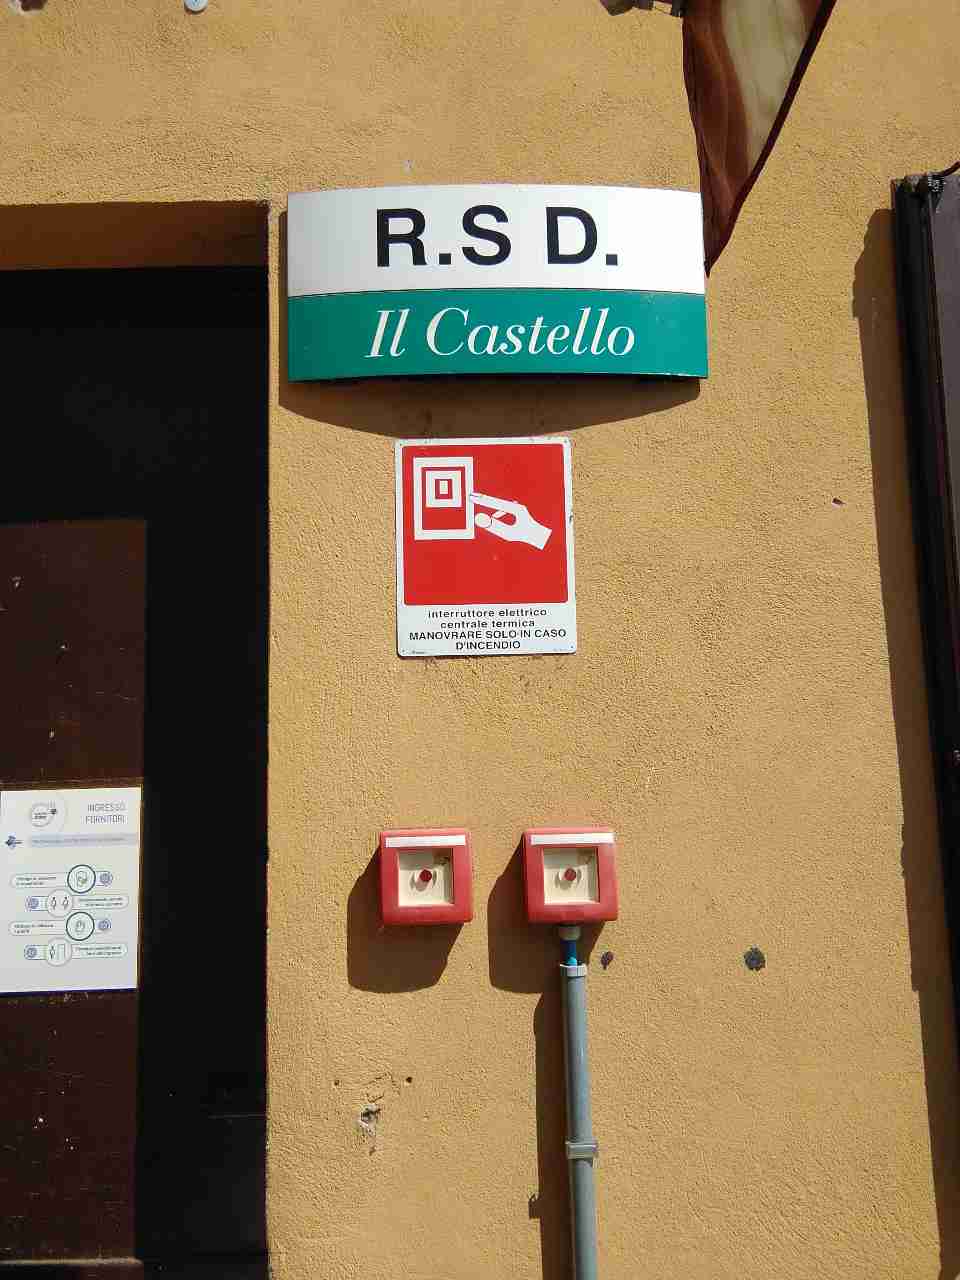 R.S D.
Il Castello
interruttore elettrico
centrale termica
MANOVRARE SOLO IN CASO
D'INCENDIO
INGRESSO
FORNITORI